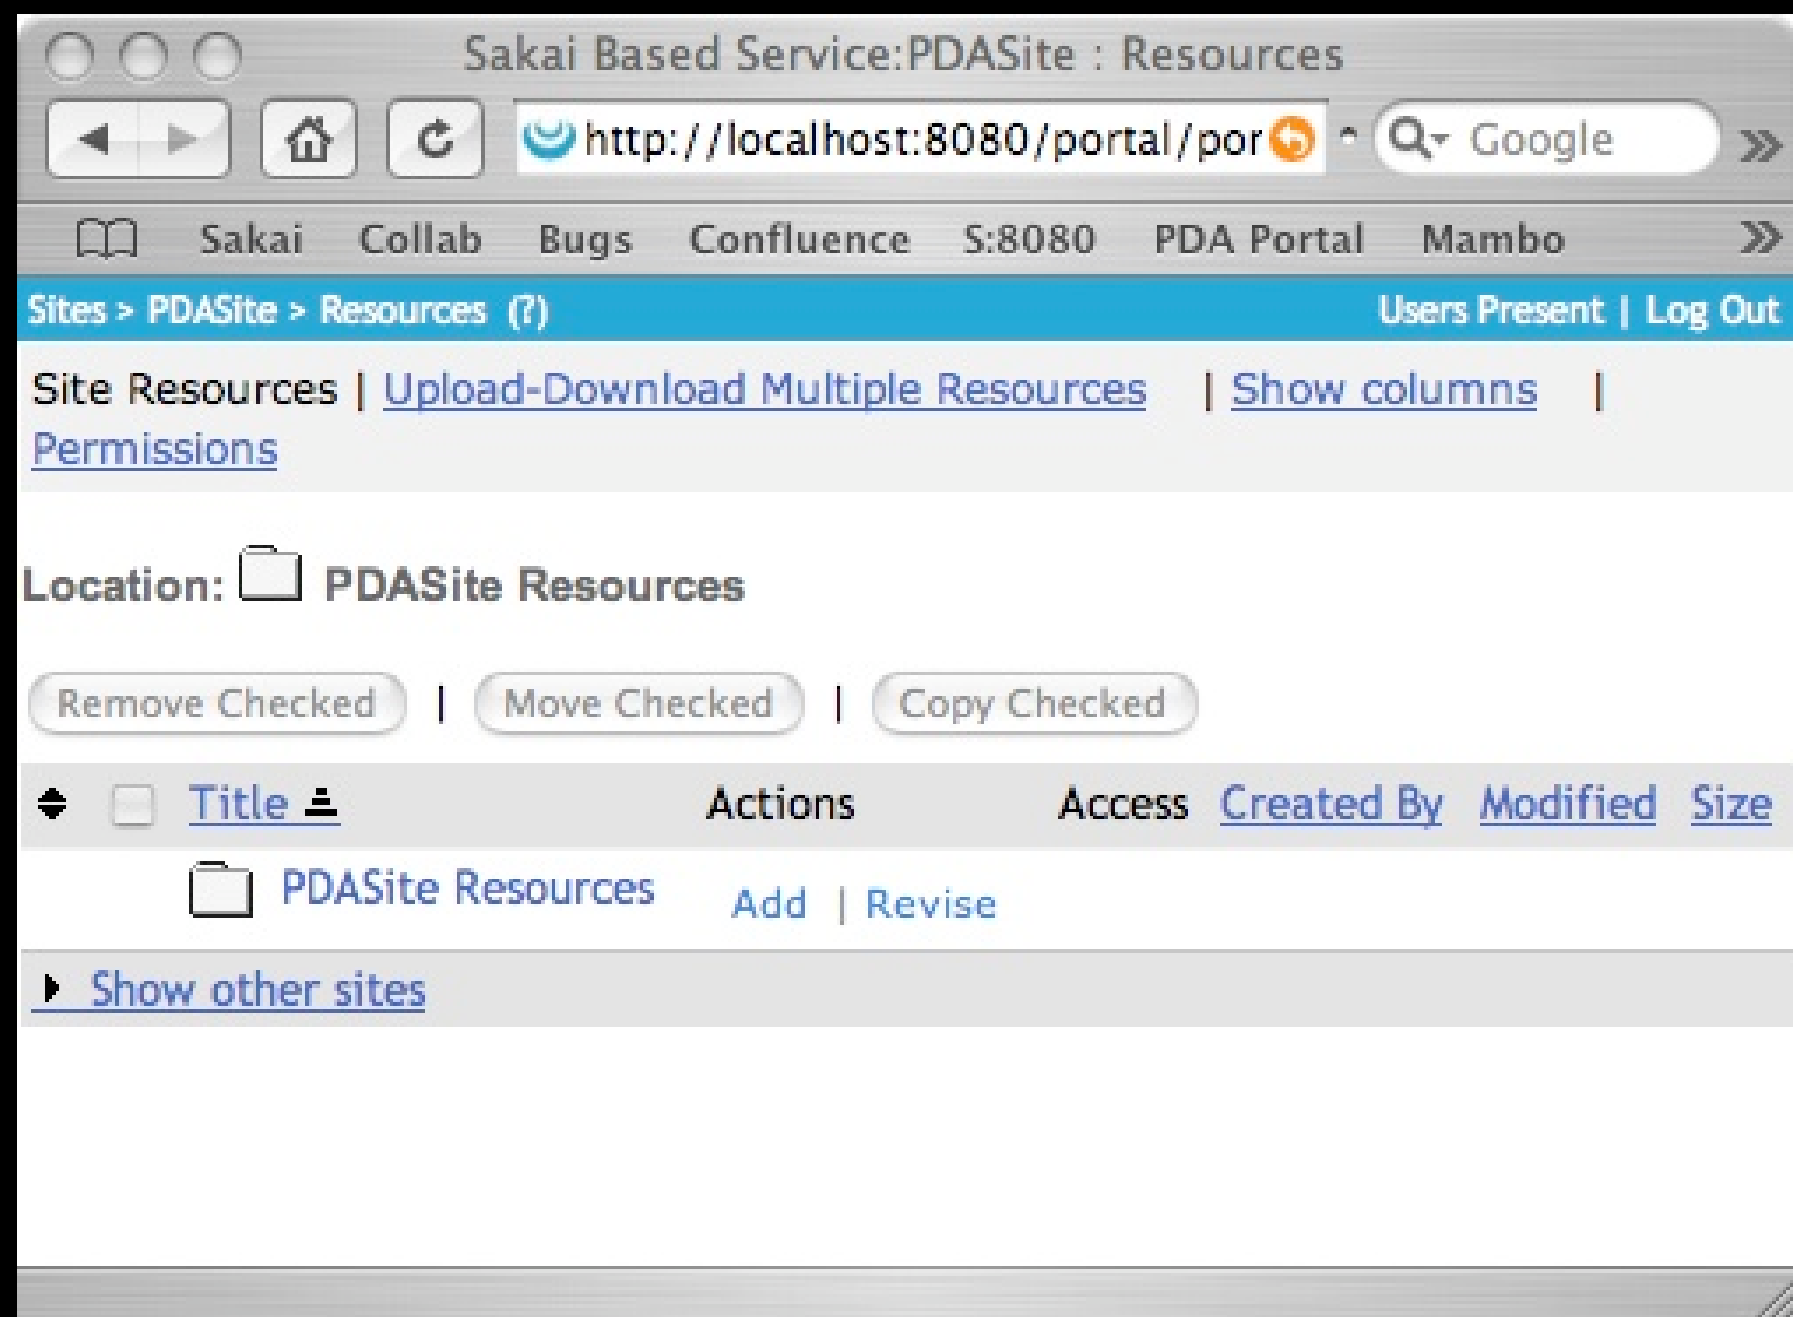 Sakai Based Service:PDASite : Resources
http://localhost:8080/portal/por Google
Sakai Collab Bugs Confluence S:8080 PDA Portal Mambo
Sites > PDASite > Resources (?) Users Present | Log Out
Site Resources | Upload-Download Multiple Resources | Show columns |
Permissions
Location: PDASite Resources
Remove Checked | Move Checked | Copy Checked
Title Actions Access Created By Modified Size
PDASite Resources Add | Revise
Show other sites